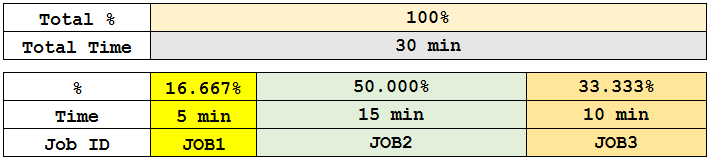 Total % 100%
Total Time 30 min
% 16.667% 50.000% 33.333%
Time 5 min 15 min 10 min
Job ID JOB1 JOB2 JOB3